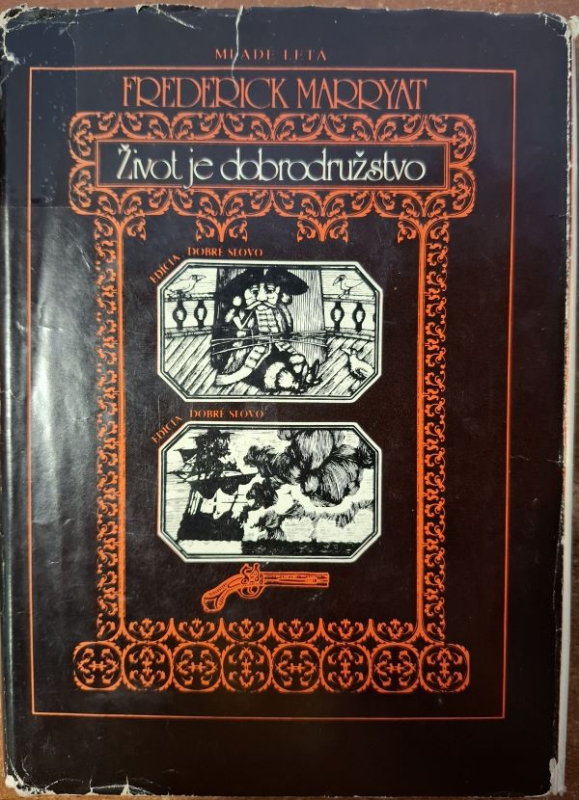 MLADÉ LETÁ
FREDERICK MARRYAT
Život je dobrodružstvo
EDÍCIA DOBRÉ SLOVO
EDÍCIA DOBRÉ SLOVO